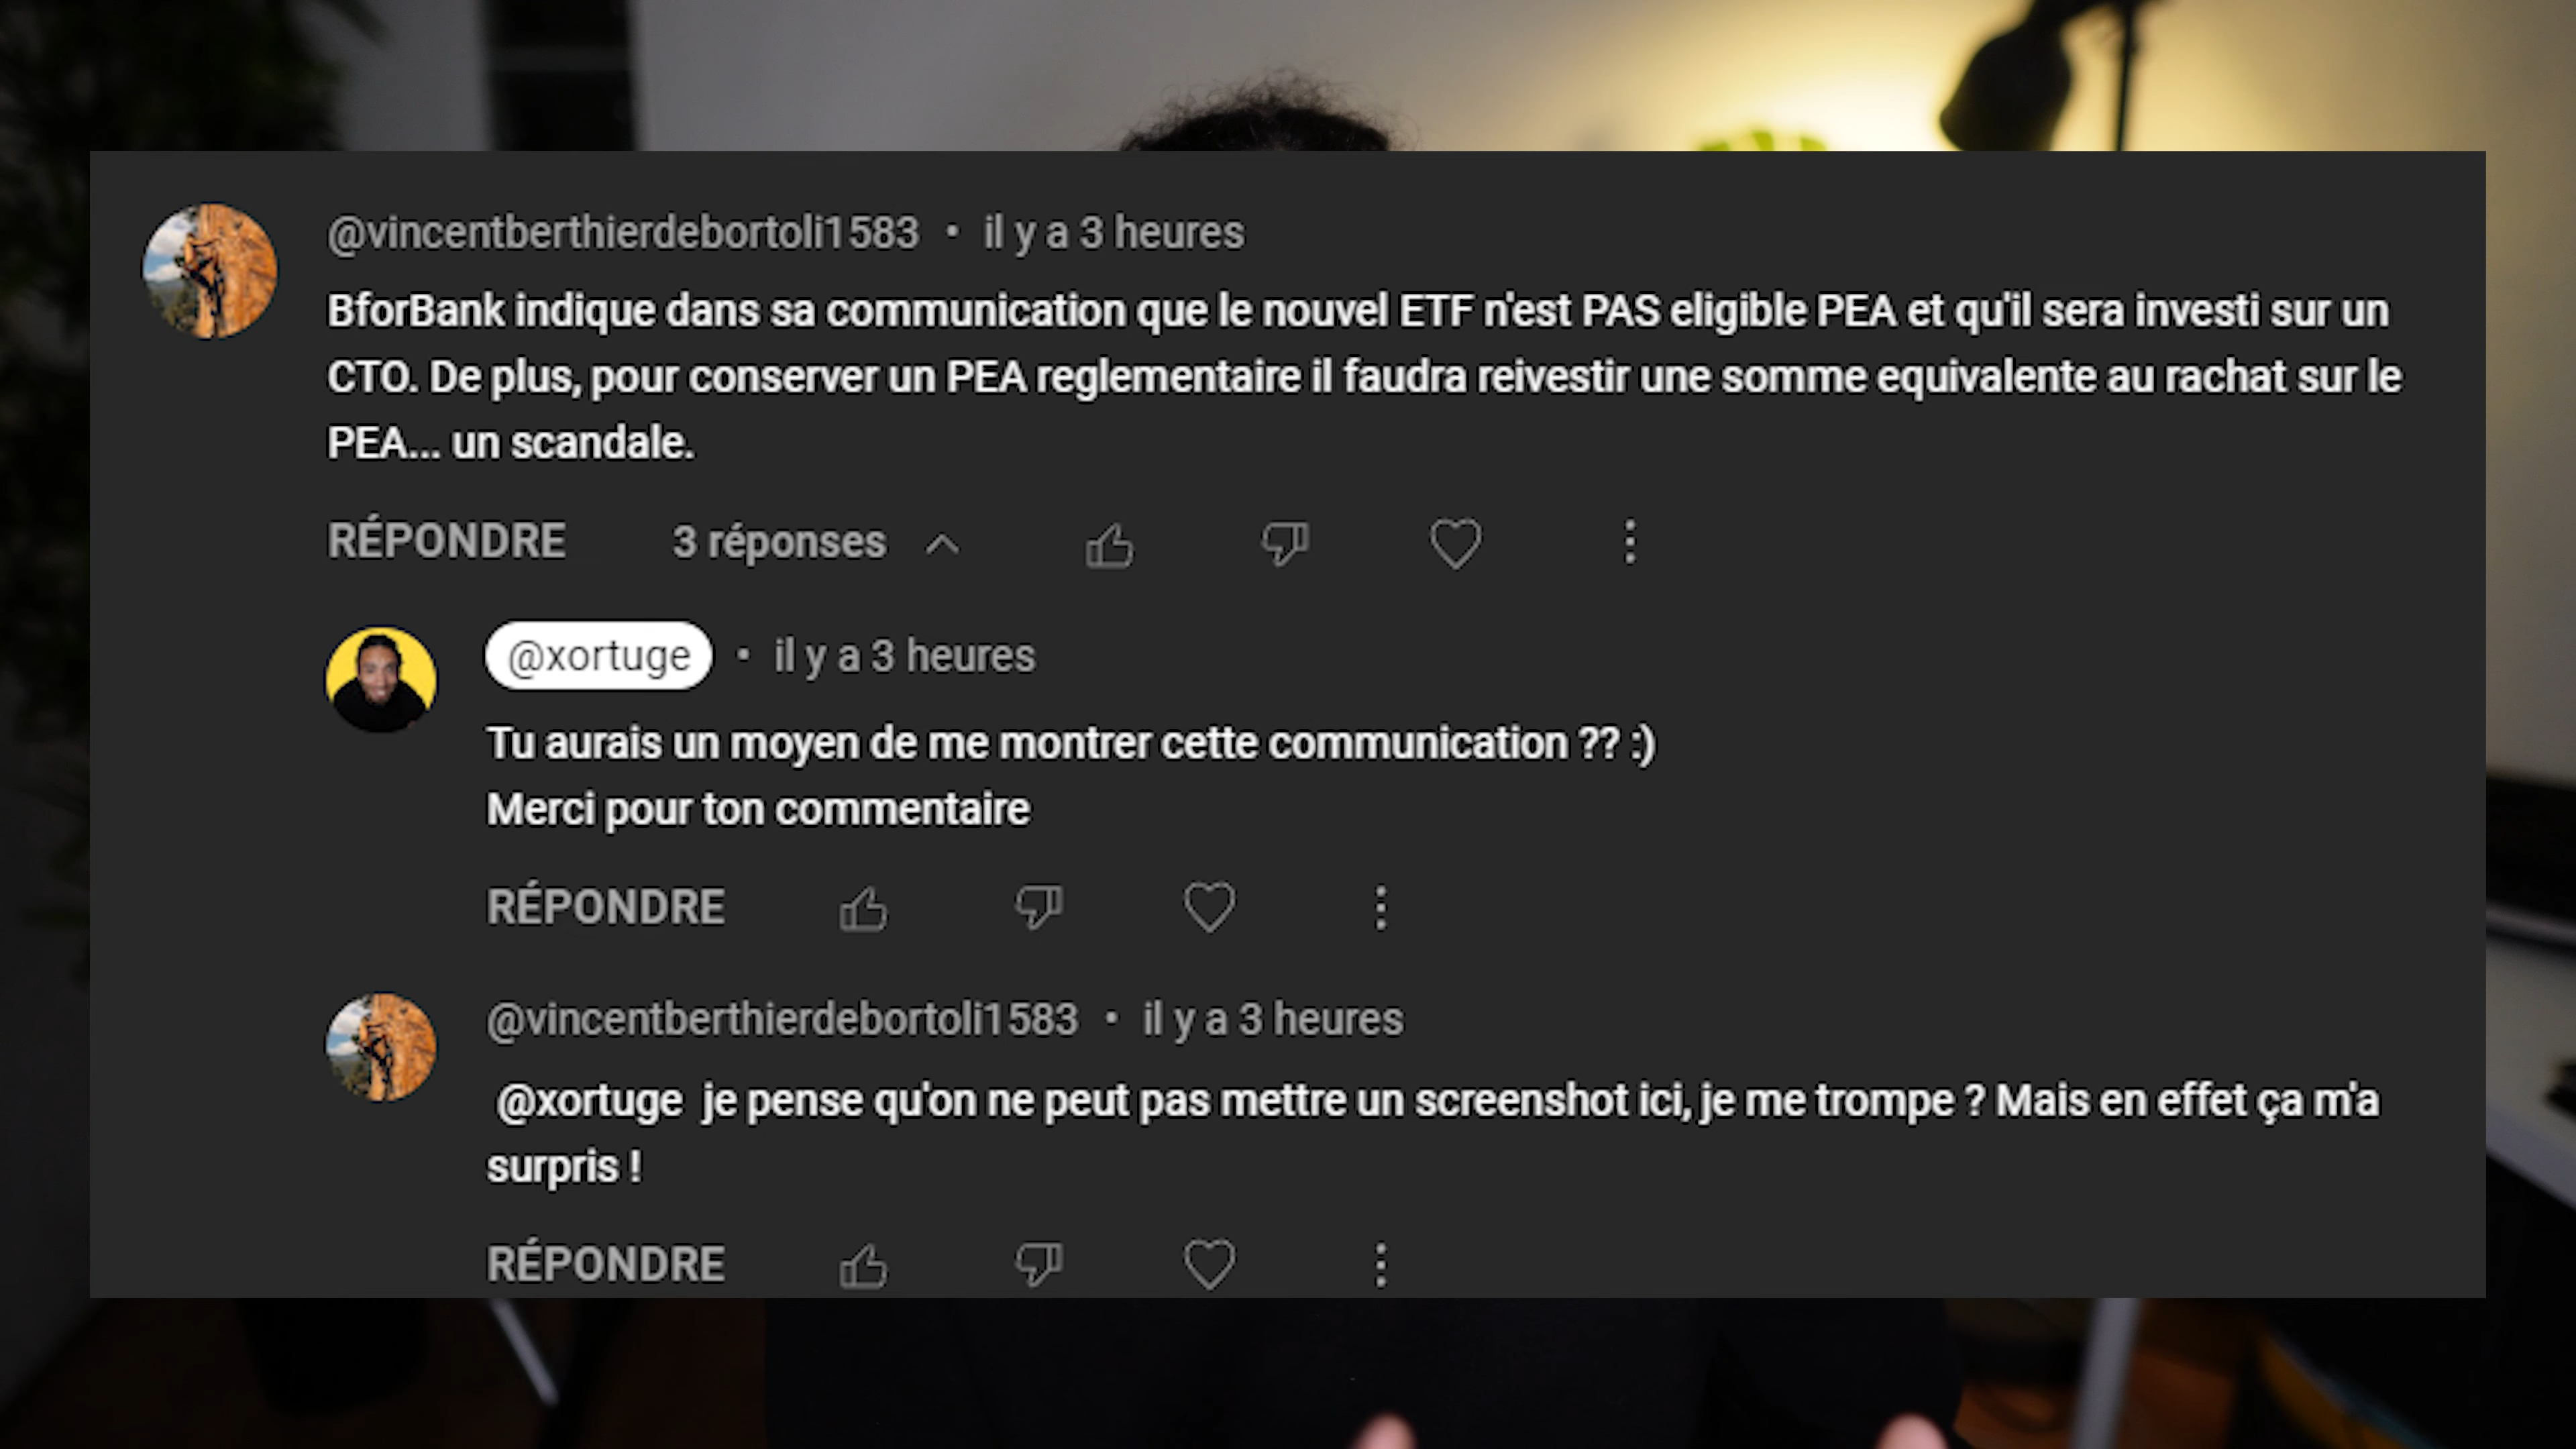 @vincentberthierdebortoli1583 • il y a 3 heures
BforBank indique dans sa communication que le nouvel ETF n'est PAS eligible PEA et qu'il sera investi sur un
CTO. De plus, pour conserver un PEA reglementaire il faudra reivestir une somme equivalente au rachat sur le
PEA... un scandale.
RÉPONDRE 3 réponses
@xortuge • il y a 3 heures
Tu aurais un moyen de me montrer cette communication ?? :)
Merci pour ton commentaire
RÉPONDRE
@vincentberthierdebortoli1583 • il y a 3 heures
@xortuge je pense qu'on ne peut pas mettre un screenshot ici, je me trompe ? Mais en effet ça m'a
surpris !
RÉPONDRE